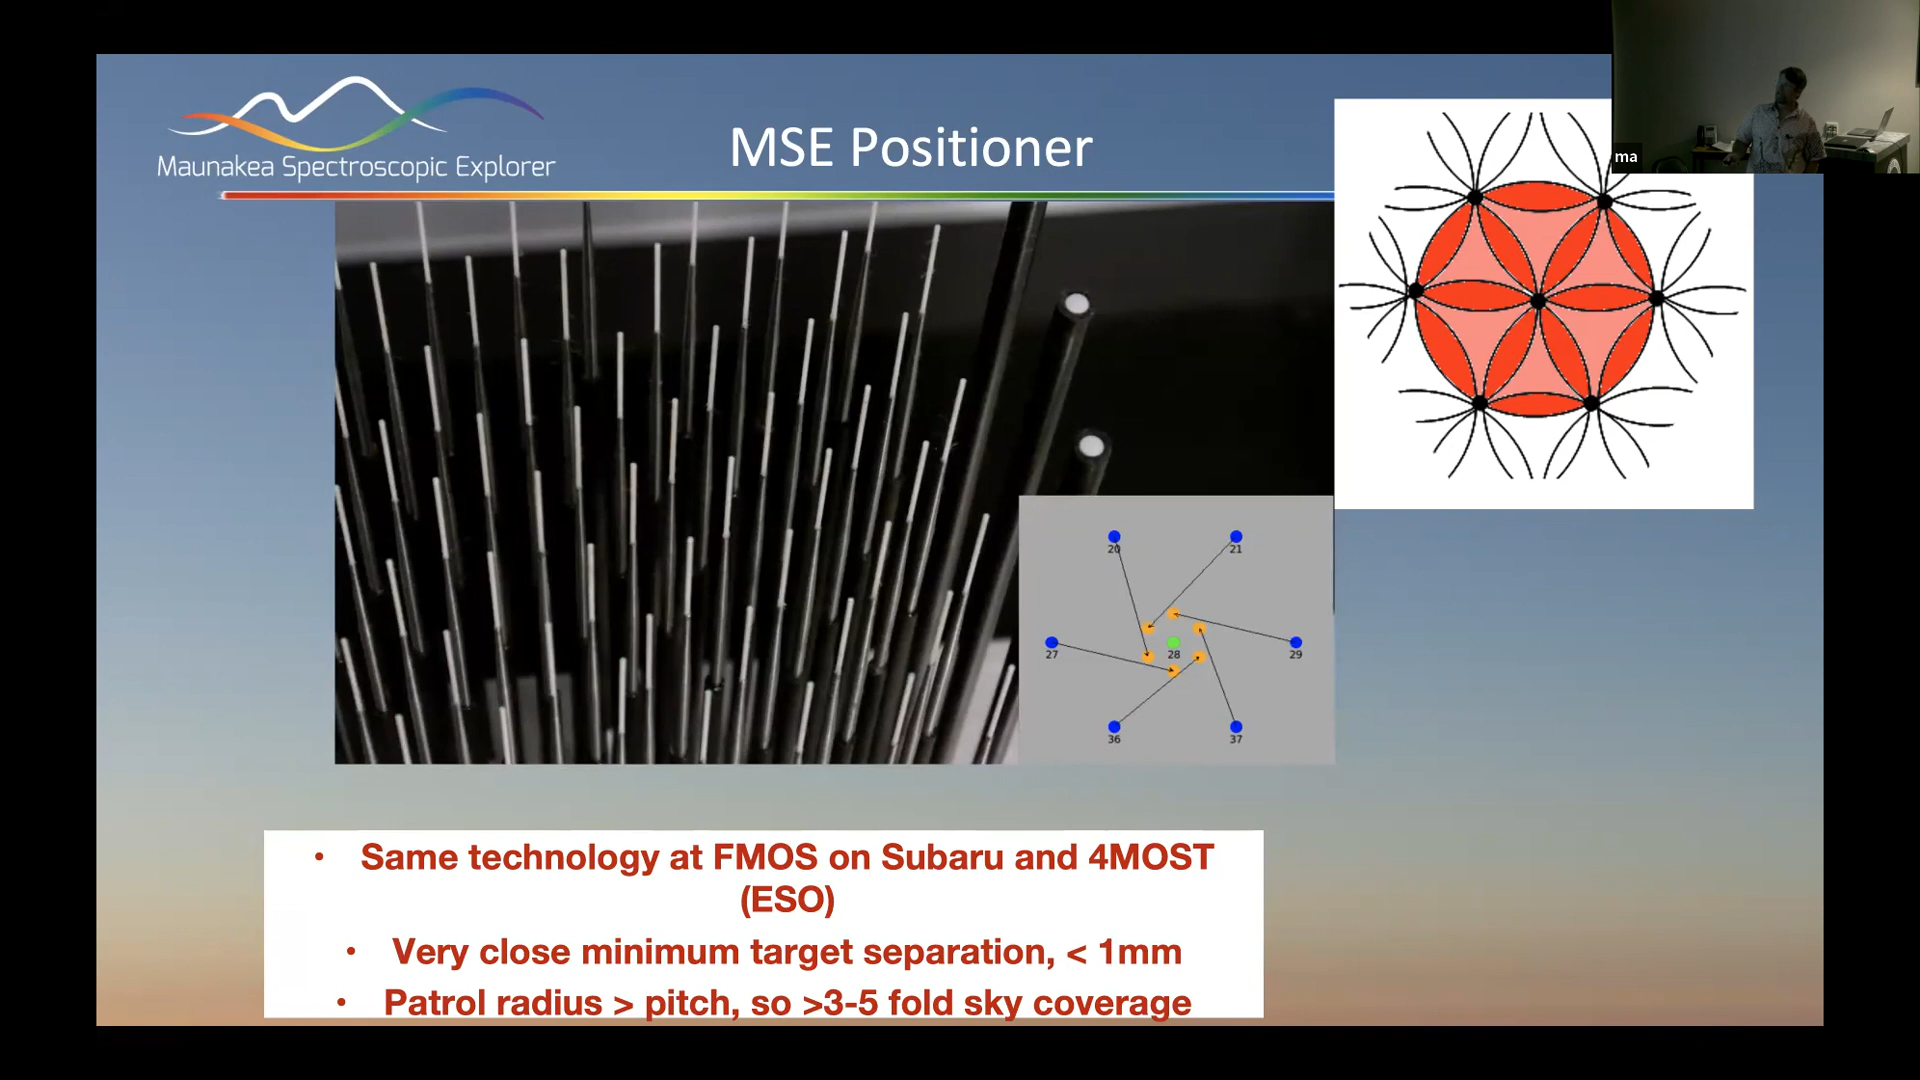 Maunakea Spectroscopic Explorer
MSE Positioner
ma
20
21
27
28
29
36
37
• Same technology at FMOS on Subaru and 4MOST
(ESO)
• Very close minimum target separation, < 1mm
• Patrol radius > pitch, so >3-5 fold sky coverage